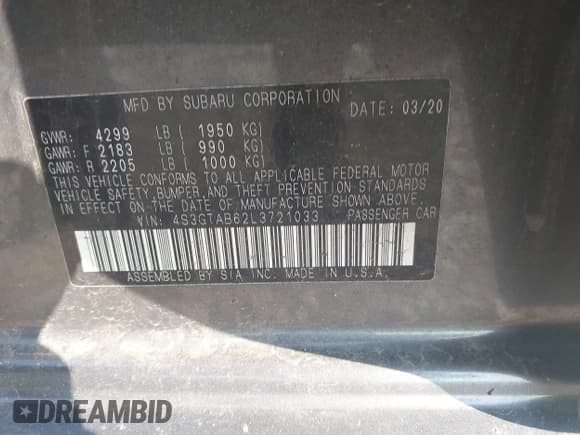 MFD BY SUBARU CORPORATION
DATE: 03/20
GVWR: 4299 LB ( 1950 KG)
GAWR: F 2183 LB ( 990 KG)
GAWR: R 2205 LB ( 1000 KG)
THIS VEHICLE CONFORMS TO ALL APPLICABLE FEDERAL MOTOR
VEHICLE SAFETY, BUMPER, AND THEFT PREVENTION STANDARDS
IN EFFECT ON THE DATE OF MANUFACTURE SHOWN ABOVE.
VIN: 4S3GTAB62L3721033 PASSENGER CAR
ASSEMBLED BY SIA INC. MADE IN U.S.A.
DREAMBID